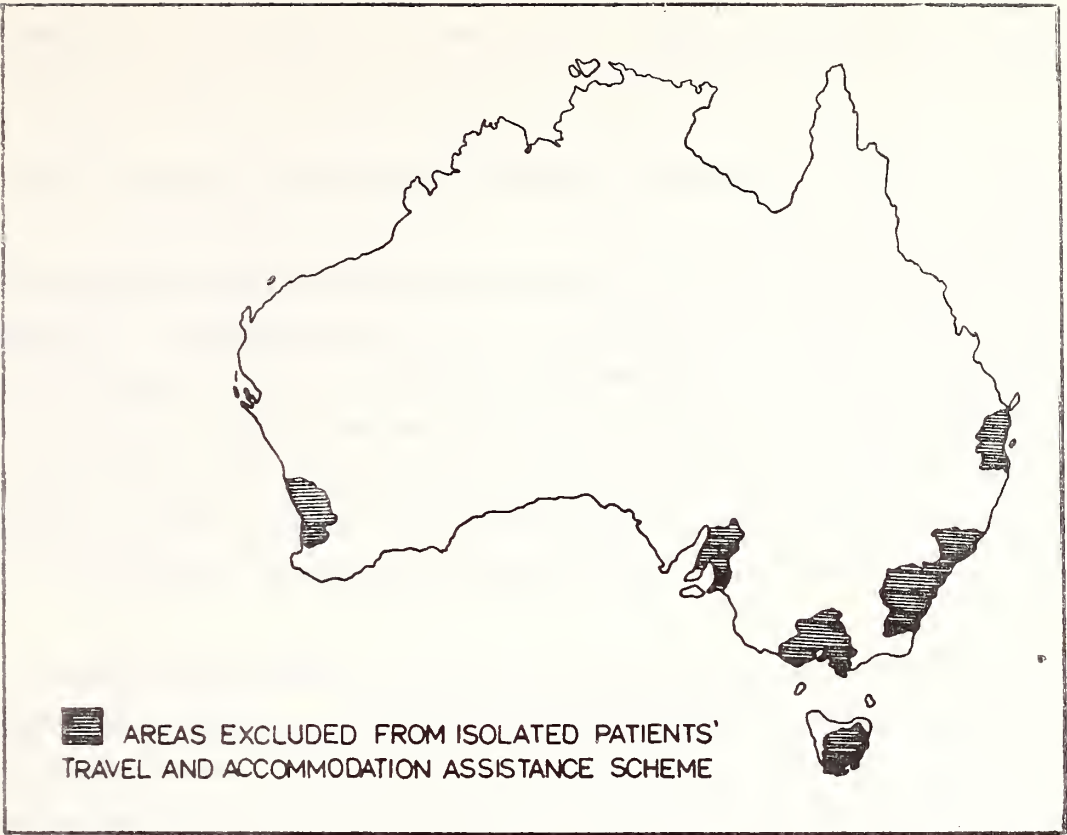 AREAS EXCLUDED FROM ISOLATED PATIENTS'
TRAVEL AND ACCOMMODATION ASSISTANCE SCHEME